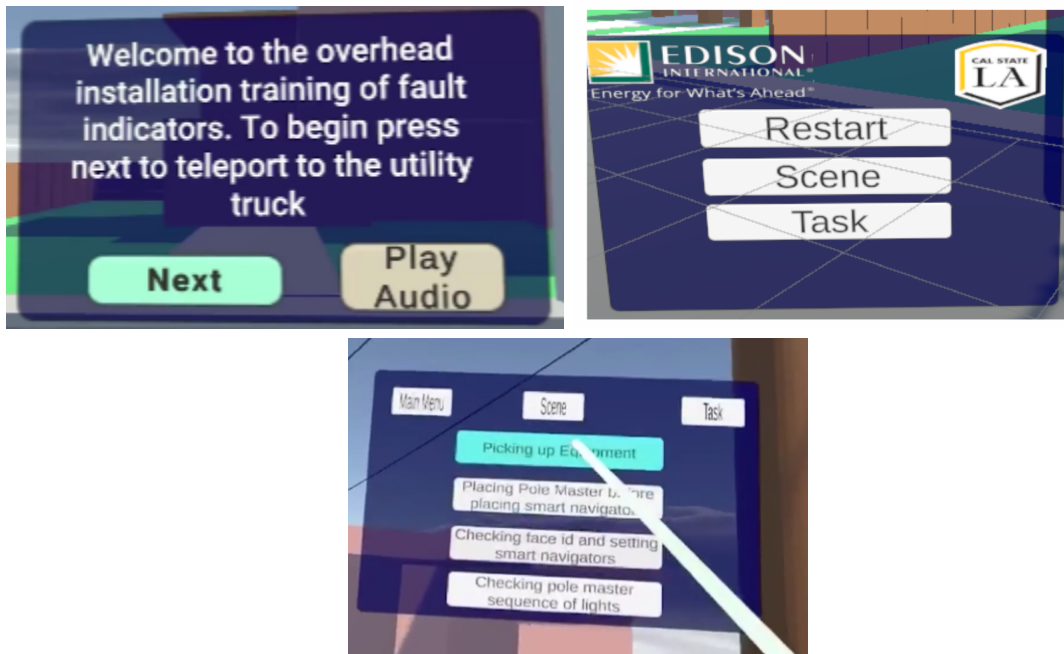 Welcome to the overhead
installation training of fault
indicators. To begin press
next to teleport to the utility
truck
Next
Play
Audio
EDISON
INTERNATIONAL®
Energy for What's Ahead®
CAL STATE
LA
Restart
Scene
Task
Main Menu
Scene
Task
Picking up
Placing Pole Master
placing smart
Checking face id and setting
smart navigators
Checking pole master
sequence of lights